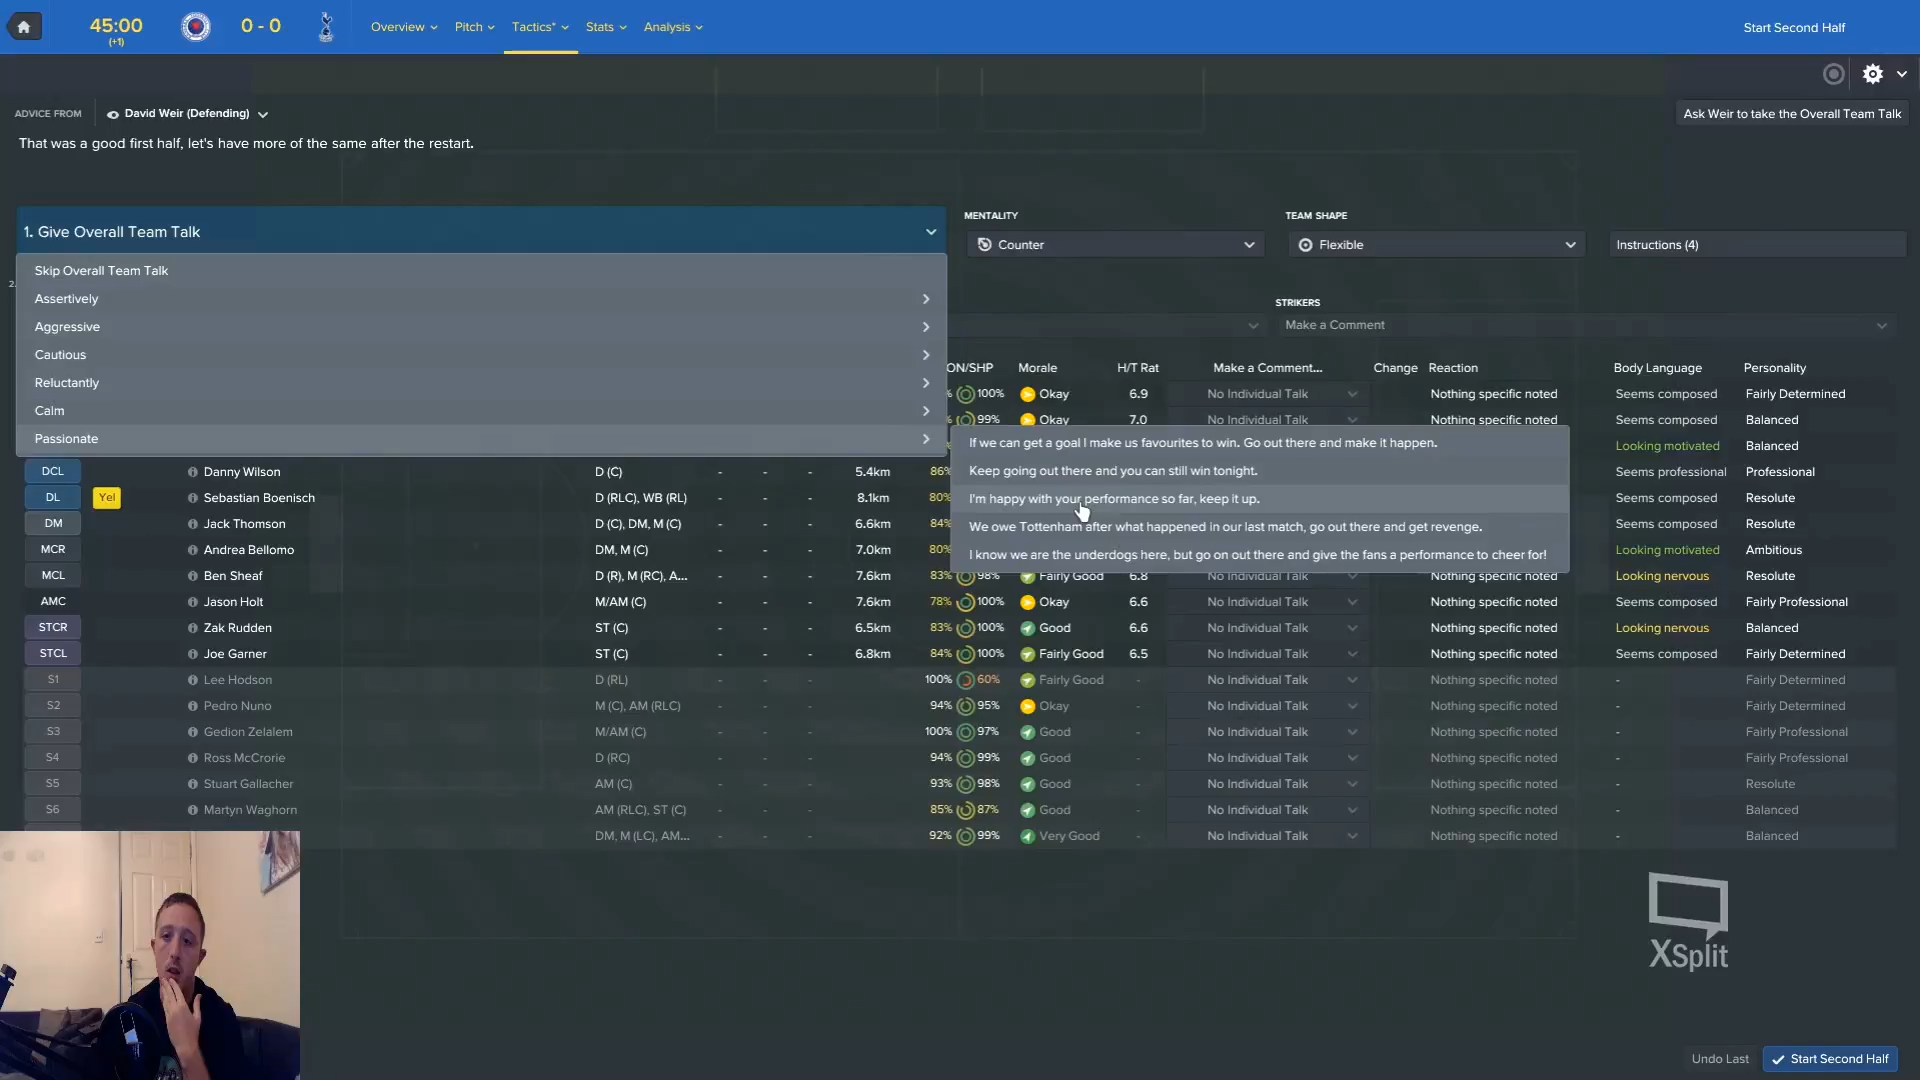 45:00
(+1)
0 - 0
Overview
Pitch
Tactics*
Stats
Analysis
Start Second Half
ADVICE FROM
David Weir (Defending)
Ask Weir to take the Overall Team Talk
That was a good first half, let's have more of the same after the restart.
1. Give Overall Team Talk
MENTALITY
TEAM SHAPE
Counter
Flexible
Instructions (4)
Skip Overall Team Talk
Assertively
Aggressive
Cautious
Reluctantly
Calm
Passionate
2.
STRIKERS
Make a Comment
ON/SHP Morale H/T Rat Make a Comment... Change Reaction Body Language Personality
% 100% Okay 6.9 No Individual Talk Nothing specific noted Seems composed Fairly Determined
% 99% Okay 7.0 No Individual Talk Nothing specific noted Seems composed Balanced
Looking motivated Balanced
If we can get a goal I make us favourites to win. Go out there and make it happen.
Keep going out there and you can still win tonight.
I'm happy with your performance so far, keep it up.
We owe Tottenham after what happened in our last match, go out there and get revenge.
I know we are the underdogs here, but go on out there and give the fans a performance to cheer for!
DCL Danny Wilson D (C) - - - 5.4km 86% Seems professional Professional
DL Yel Sebastian Boenisch D (RLC), WB (RL) - - - 8.1km 80% Seems composed Resolute
DM Jack Thomson D (C), DM, M (C) - - - 6.6km 84% Seems composed Resolute
MCR Andrea Bellomo DM, M (C) - - - 7.0km 80% Looking motivated Ambitious
MCL Ben Sheaf D (R), M (RC), A... - - - 7.6km 83% 98% Fairly Good 6.8 No Individual Talk Nothing specific noted Looking nervous Resolute
AMC Jason Holt M/AM (C) - - - 7.6km 78% 100% Okay 6.6 No Individual Talk Nothing specific noted Seems composed Fairly Professional
STCR Zak Rudden ST (C) - - - 6.5km 83% 100% Good 6.6 No Individual Talk Nothing specific noted Looking nervous Balanced
STCL Joe Garner ST (C) - - - 6.8km 84% 100% Fairly Good 6.5 No Individual Talk Nothing specific noted Seems composed Fairly Determined
S1 Lee Hodson D (RL) - - - 100% 60% Fairly Good - No Individual Talk Nothing specific noted - Fairly Determined
S2 Pedro Nuno M (C), AM (RLC) - - - 94% 95% Okay - No Individual Talk Nothing specific noted - Fairly Determined
S3 Gedion Zelalem M/AM (C) - - - 100% 97% Good - No Individual Talk Nothing specific noted - Fairly Professional
S4 Ross McCrorie D (RC) - - - 94% 99% Good - No Individual Talk Nothing specific noted - Fairly Professional
S5 Stuart Gallacher AM (C) - - - 93% 98% Good - No Individual Talk Nothing specific noted - Resolute
S6 Martyn Waghorn AM (RLC), ST (C) - - - 85% 87% Good - No Individual Talk Nothing specific noted - Balanced
DM, M (LC), AM... - - - 92% 99% Very Good - No Individual Talk Nothing specific noted - Balanced
XSplit
Undo Last
Start Second Half